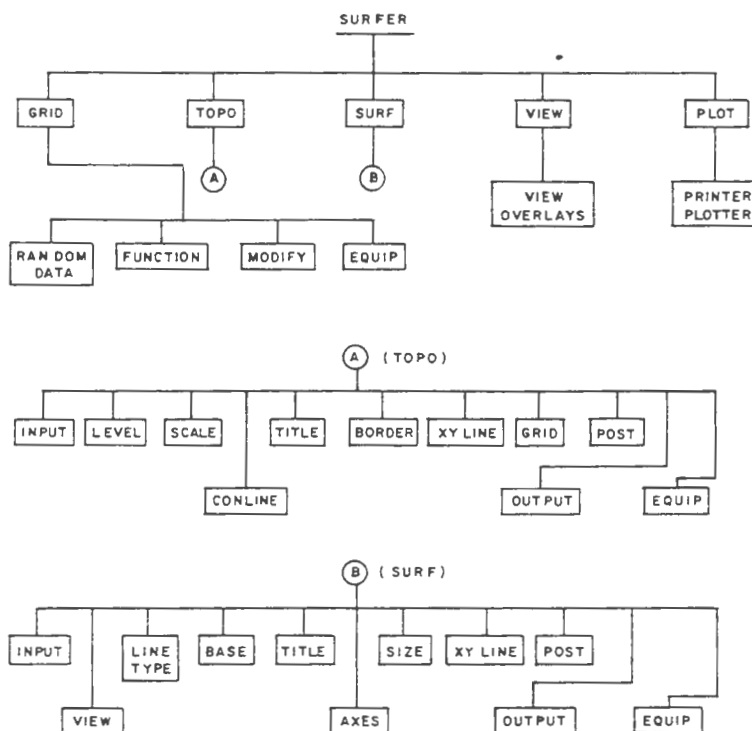 SURFER
GRID
TOPO
SURF
VIEW
PLOT
A
B
VIEW
OVERLAYS
PRINTER
PLOTTER
RANDOM
DATA
FUNCTION
MODIFY
EQUIP
A (TOPO)
INPUT
LEVEL
SCALE
TITLE
BORDER
XY LINE
GRID
POST
CONLINE
OUTPUT
EQUIP
B (SURF)
INPUT
LINE
TYPE
BASE
TITLE
SIZE
XY LINE
POST
VIEW
AXES
OUTPUT
EQUIP